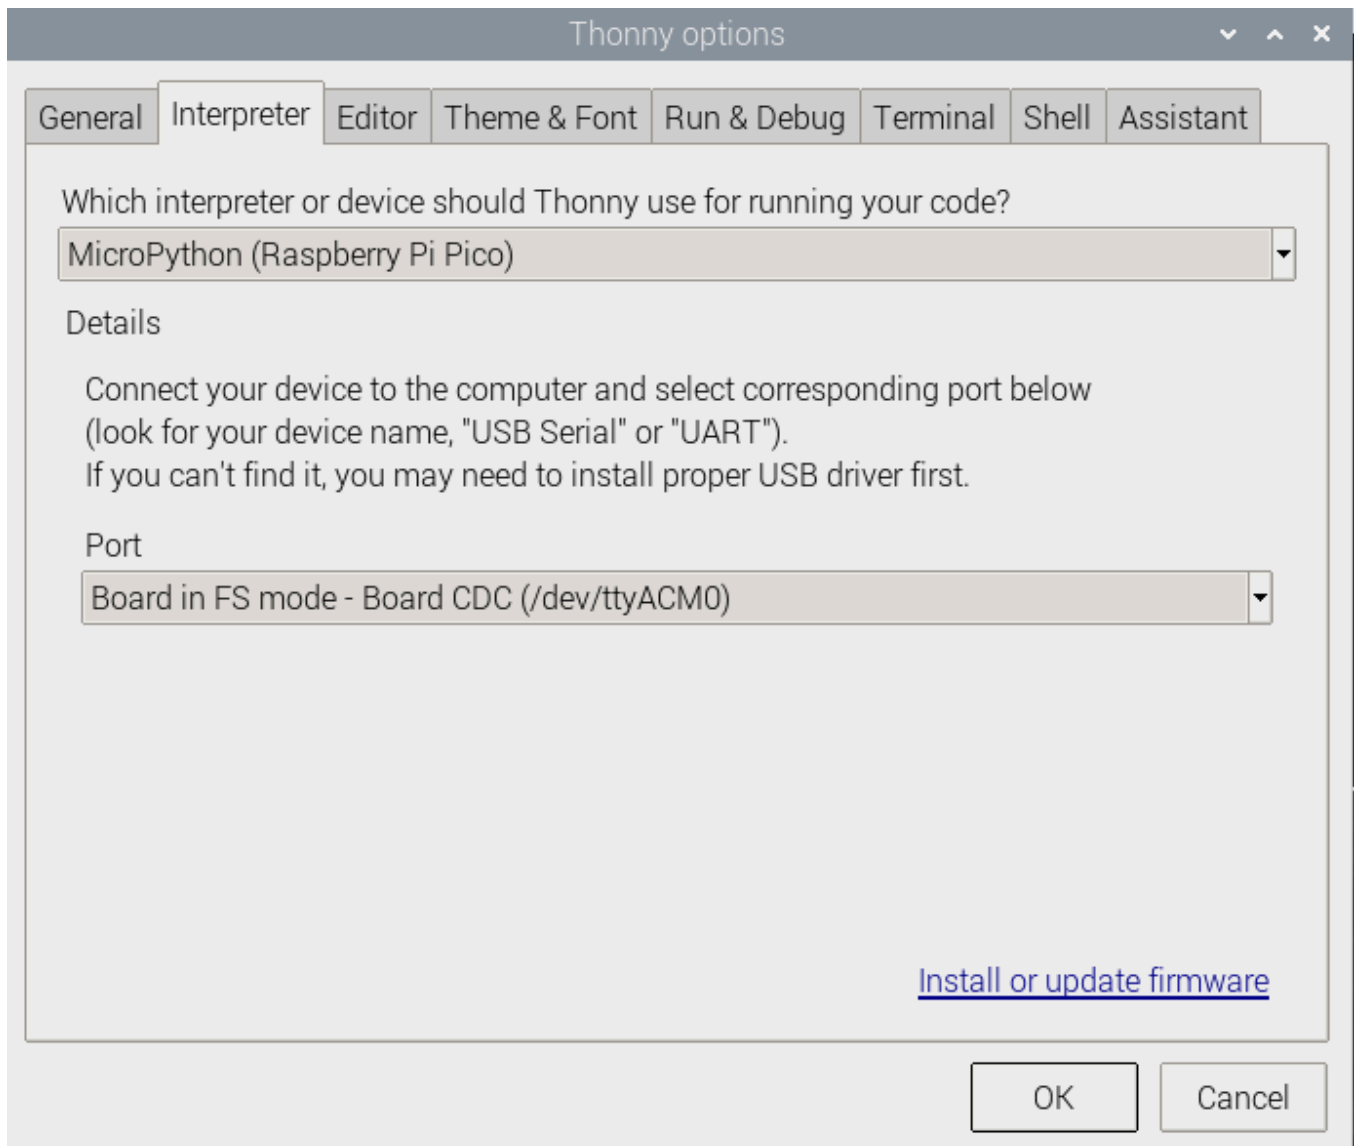 Thonny options
General Interpreter Editor Theme & Font Run & Debug Terminal Shell Assistant
Which interpreter or device should Thonny use for running your code?
MicroPython (Raspberry Pi Pico)
Details
Connect your device to the computer and select corresponding port below
(look for your device name, "USB Serial" or "UART").
If you can't find it, you may need to install proper USB driver first.
Port
Board in FS mode - Board CDC (/dev/ttyACM0)
Install or update firmware
OK Cancel